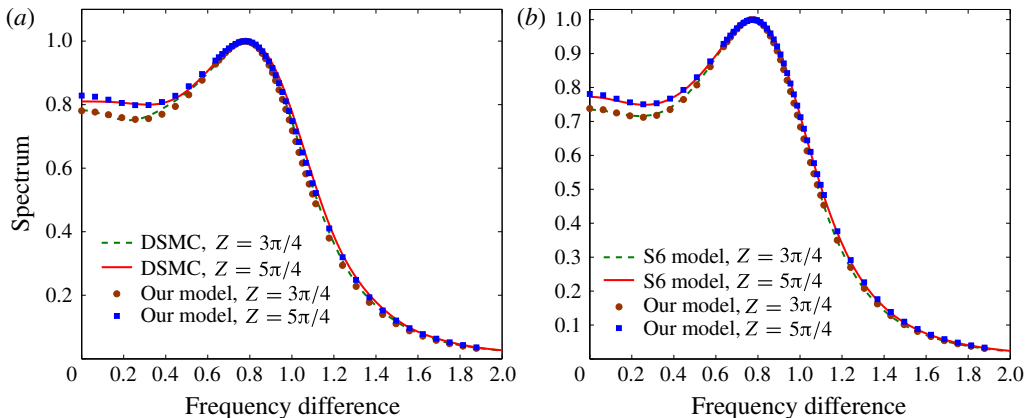 (a)
1.0
0.8
0.6
0.4
0.2
Spectrum
DSMC, Z = 3π/4
DSMC, Z = 5π/4
Our model, Z = 3π/4
Our model, Z = 5π/4
0 0.2 0.4 0.6 0.8 1.0 1.2 1.4 1.6 1.8 2.0
Frequency difference
(b)
1.0
0.9
0.8
0.7
0.6
0.5
0.4
0.3
0.2
0.1
S6 model, Z = 3π/4
S6 model, Z = 5π/4
Our model, Z = 3π/4
Our model, Z = 5π/4
0 0.2 0.4 0.6 0.8 1.0 1.2 1.4 1.6 1.8 2.0
Frequency difference